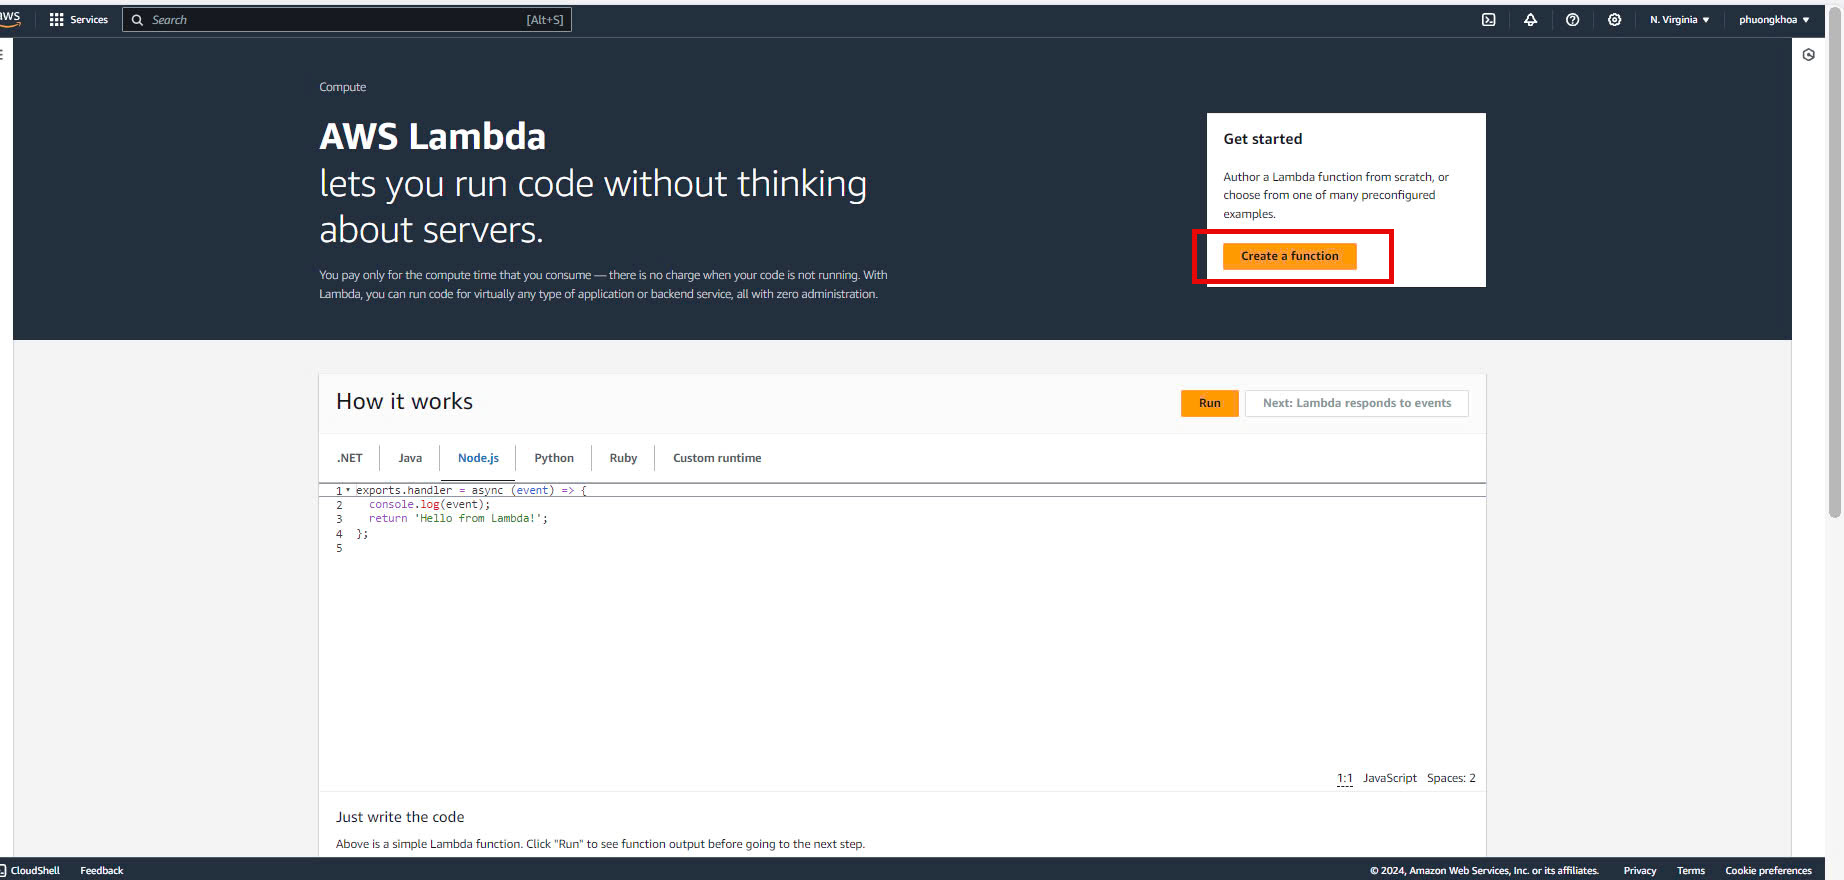 aws
Services
Search
[Alt+S]
N. Virginia
phuongkhoa
Compute
AWS Lambda
lets you run code without thinking
about servers.
You pay only for the compute time that you consume — there is no charge when your code is not running. With
Lambda, you can run code for virtually any type of application or backend service, all with zero administration.
Get started
Author a Lambda function from scratch, or
choose from one of many preconfigured
examples.
Create a function
How it works
Run
Next: Lambda responds to events
.NET
Java
Node.js
Python
Ruby
Custom runtime
1 exports.handler = async (event) => {
2 console.log(event);
3 return 'Hello from Lambda!';
4 };
5
1:1 JavaScript Spaces: 2
Just write the code
Above is a simple Lambda function. Click "Run" to see function output before going to the next step.
CloudShell
Feedback
© 2024, Amazon Web Services, Inc. or its affiliates.
Privacy
Terms
Cookie preferences